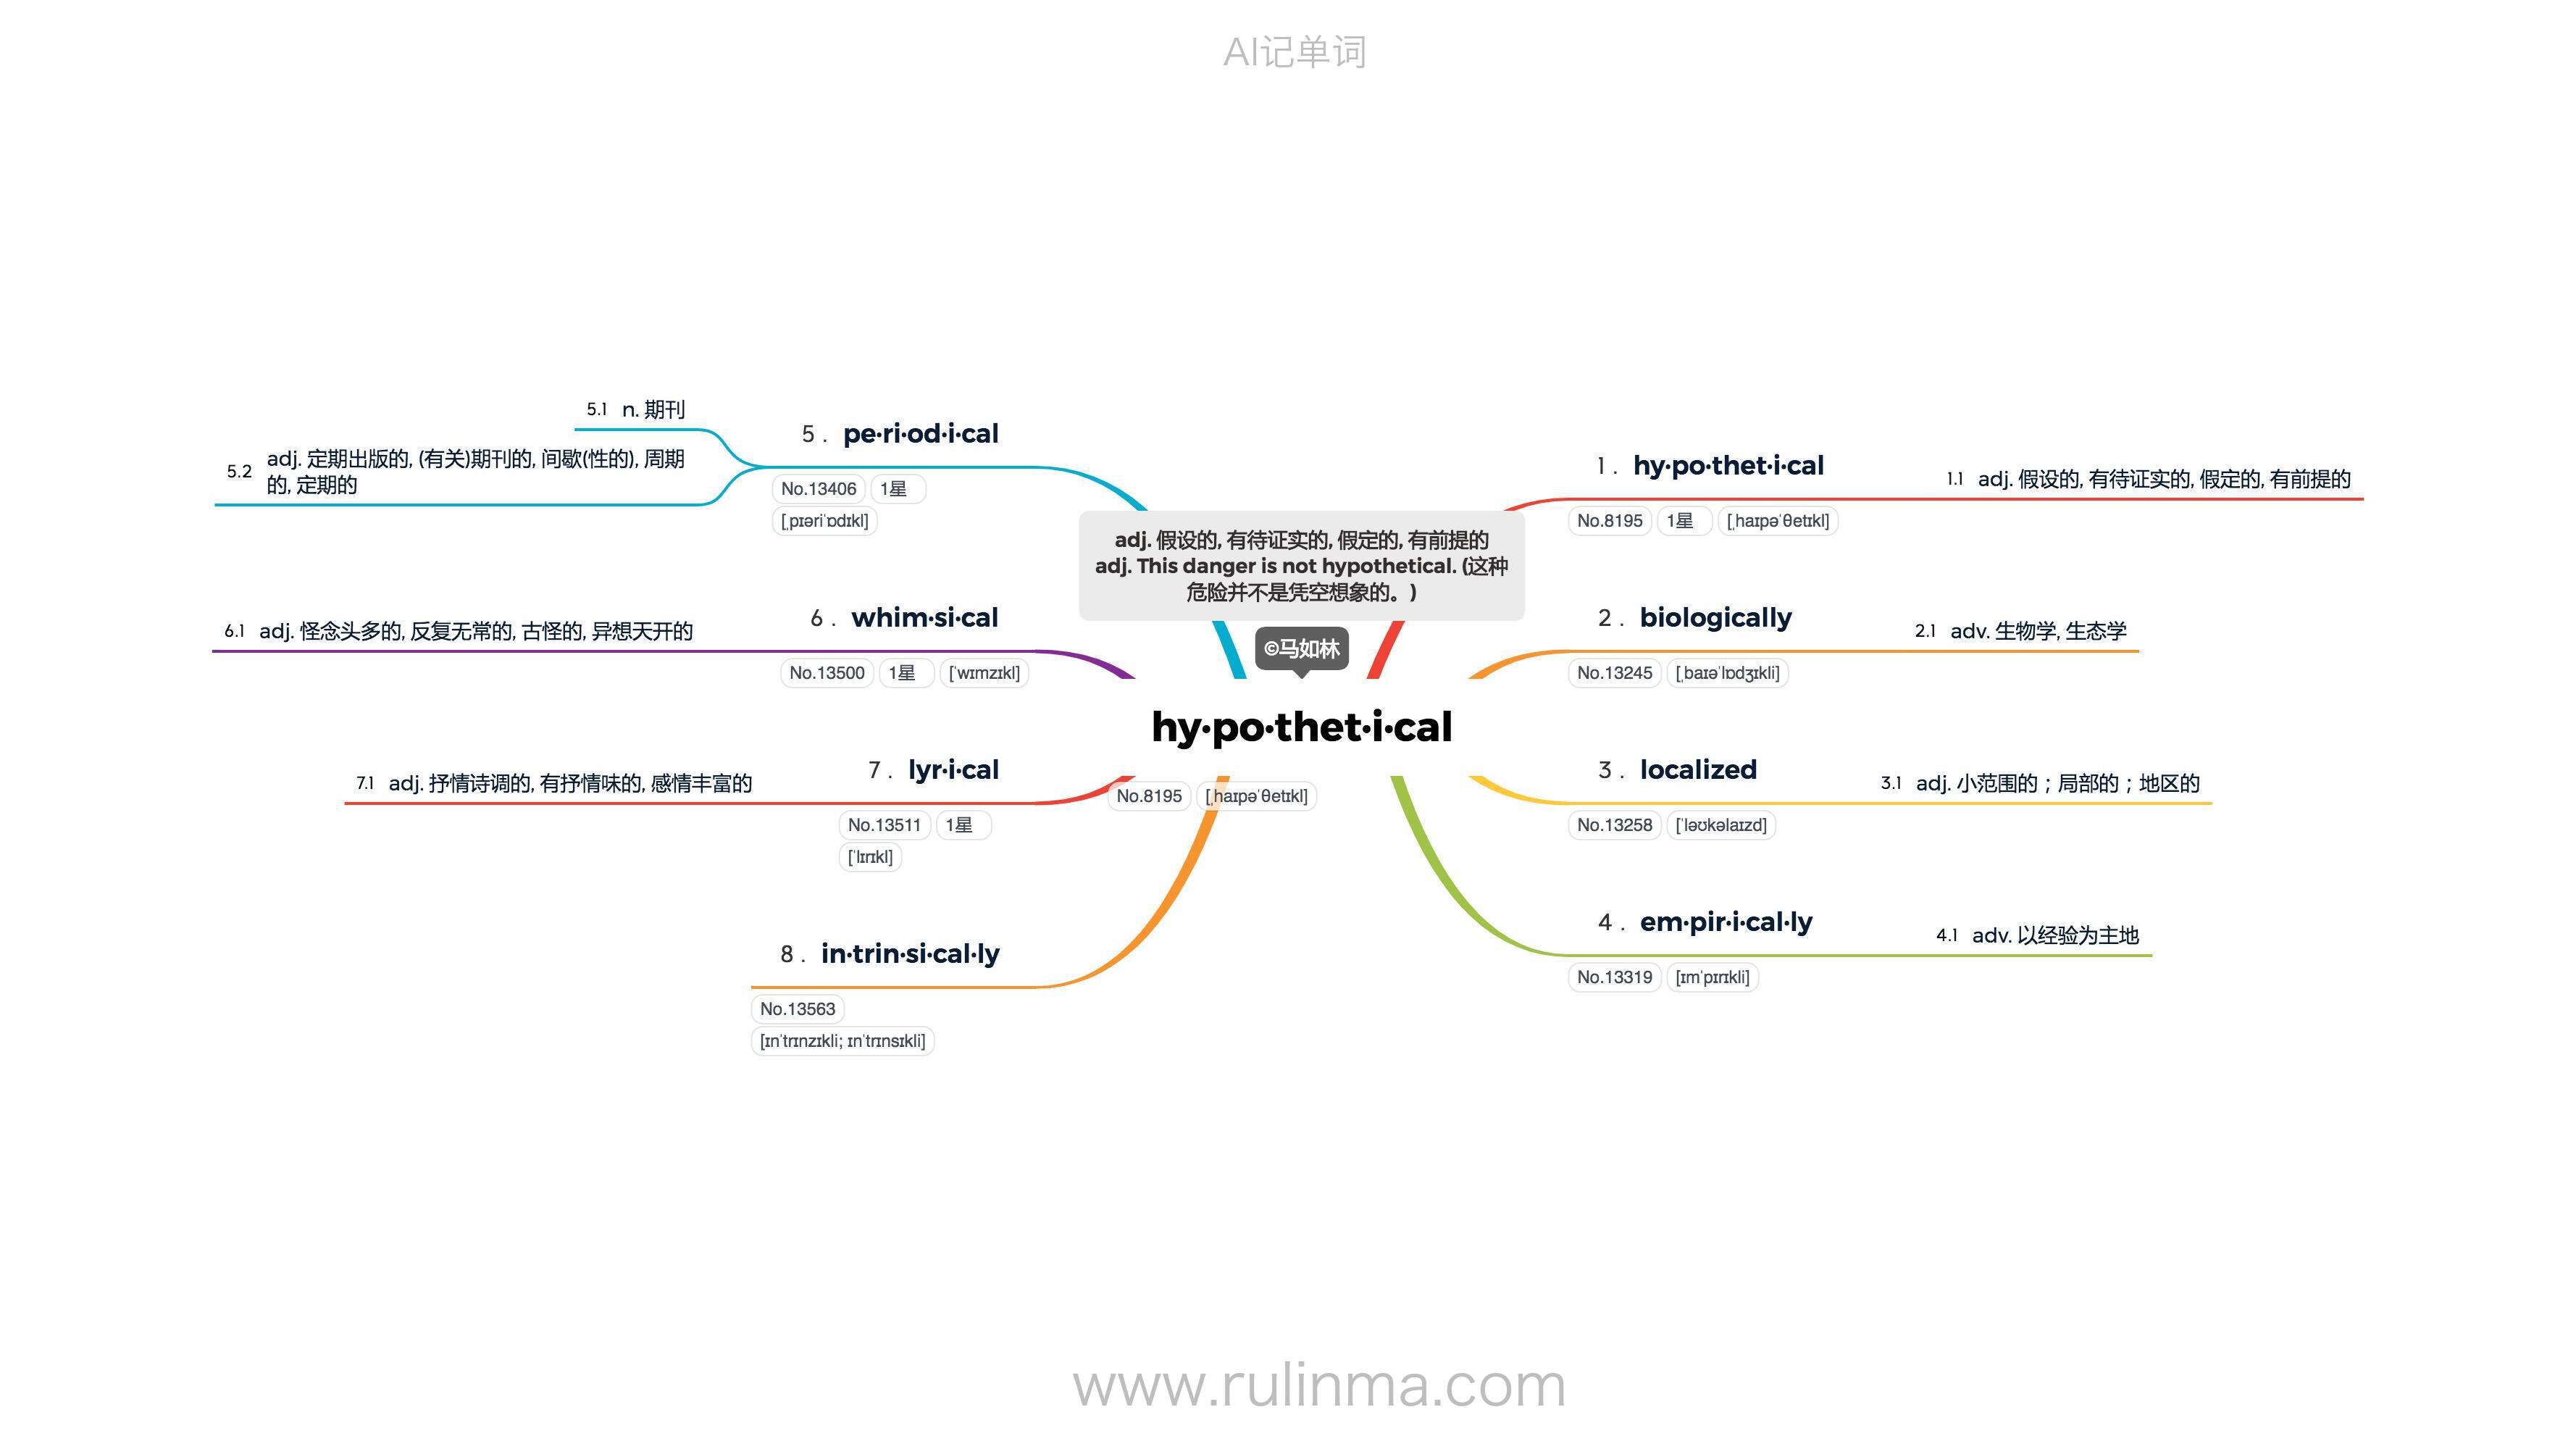 AI记单词
adj. 假设的, 有待证实的, 假定的, 有前提的
adj. This danger is not hypothetical. (这种
危险并不是凭空想象的。)
©马如林
hy·po·thet·i·cal
No.8195 [ˌhaɪpəˈθetɪkl]
1 . hy·po·thet·i·cal
No.8195 1星 [ˌhaɪpəˈθetɪkl]
1.1 adj. 假设的, 有待证实的, 假定的, 有前提的
2 . biologically
No.13245 [ˌbaɪəˈlɒdʒɪkli]
2.1 adv. 生物学, 生态学
3 . localized
No.13258 [ˈləʊkəlaɪzd]
3.1 adj. 小范围的；局部的；地区的
4 . em·pir·i·cal·ly
No.13319 [ɪmˈpɪrɪkli]
4.1 adv. 以经验为主地
5 . pe·ri·od·i·cal
No.13406 1星
[ˌpɪəriˈɒdɪkl]
5.1 n. 期刊
5.2 adj. 定期出版的, (有关)期刊的, 间歇(性的), 周期
的, 定期的
6 . whim·si·cal
No.13500 1星 [ˈwɪmzɪkl]
6.1 adj. 怪念头多的, 反复无常的, 古怪的, 异想天开的
7 . lyr·i·cal
No.13511 1星
[ˈlɪrɪkl]
7.1 adj. 抒情诗调的, 有抒情味的, 感情丰富的
8 . in·trin·si·cal·ly
No.13563
[ɪnˈtrɪnzɪkli; ɪnˈtrɪnsɪkli]
www.rulinma.com